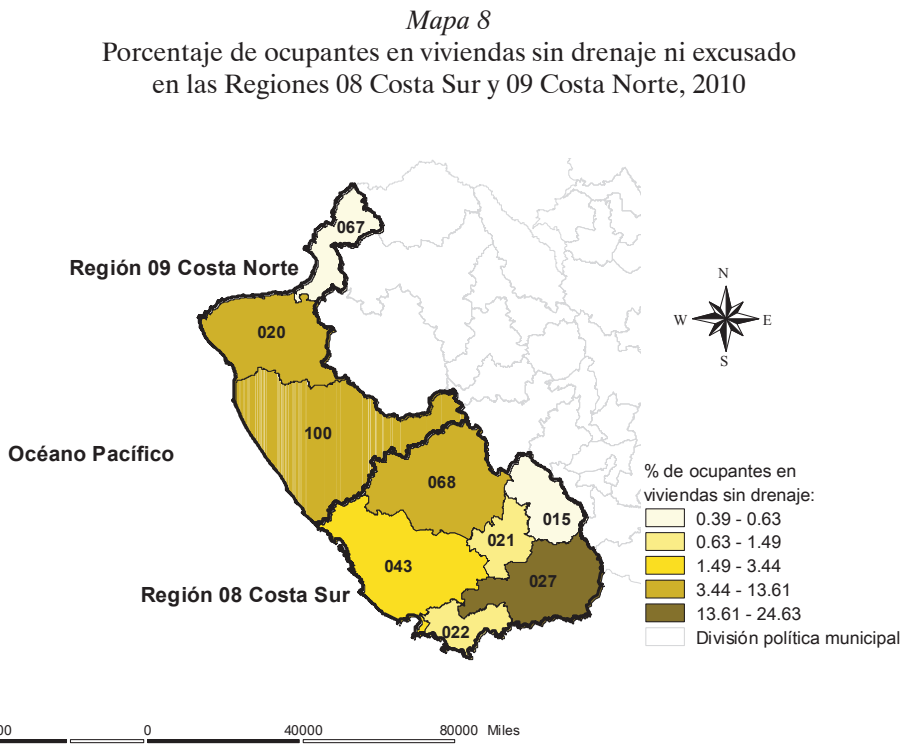 Mapa 8
Porcentaje de ocupantes en viviendas sin drenaje ni excusado
en las Regiones 08 Costa Sur y 09 Costa Norte, 2010
067
Región 09 Costa Norte
N
W E
S
020
100
Océano Pacífico
068
% de ocupantes en
viviendas sin drenaje:
0.39 - 0.63
0.63 - 1.49
1.49 - 3.44
3.44 - 13.61
13.61 - 24.63
División política municipal
015
021
043
027
Región 08 Costa Sur
022
00 0 40000 80000 Miles